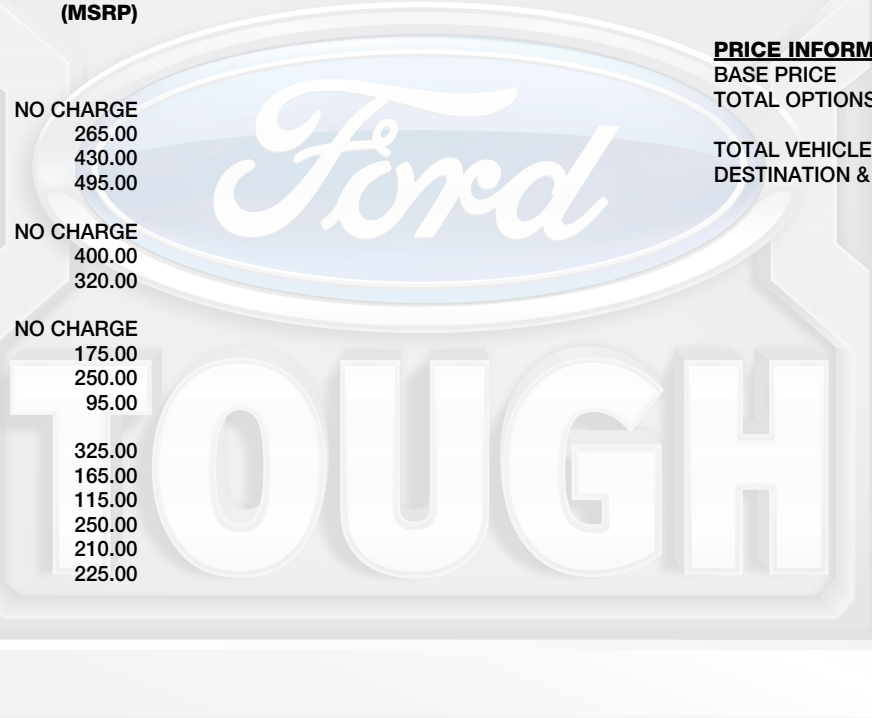 (MSRP)
NO CHARGE
265.00
430.00
495.00
NO CHARGE
400.00
320.00
NO CHARGE
175.00
250.00
95.00
325.00
165.00
115.00
250.00
210.00
225.00
PRICE INFORM
BASE PRICE
TOTAL OPTIONS
TOTAL VEHICLE
DESTINATION &
Ford
TOUGH